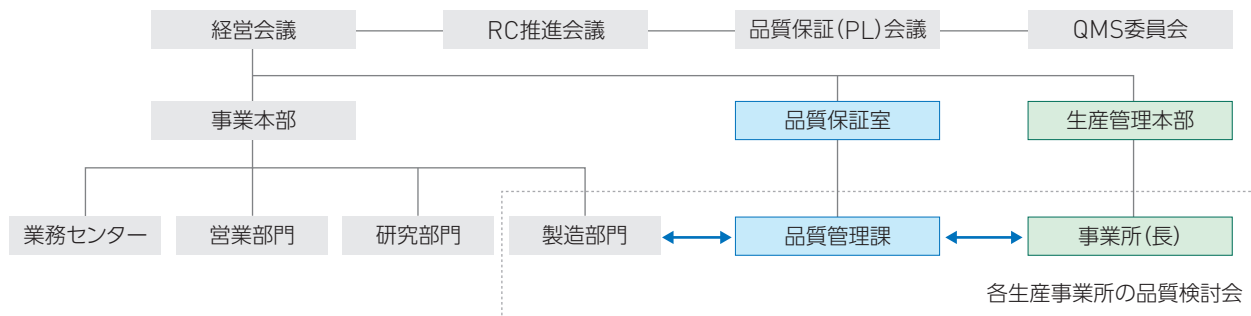 経営会議
RC推進会議
品質保証(PL)会議
QMS委員会
事業本部
品質保証室
生産管理本部
業務センター
営業部門
研究部門
製造部門
品質管理課
事業所(長)
各生産事業所の品質検討会